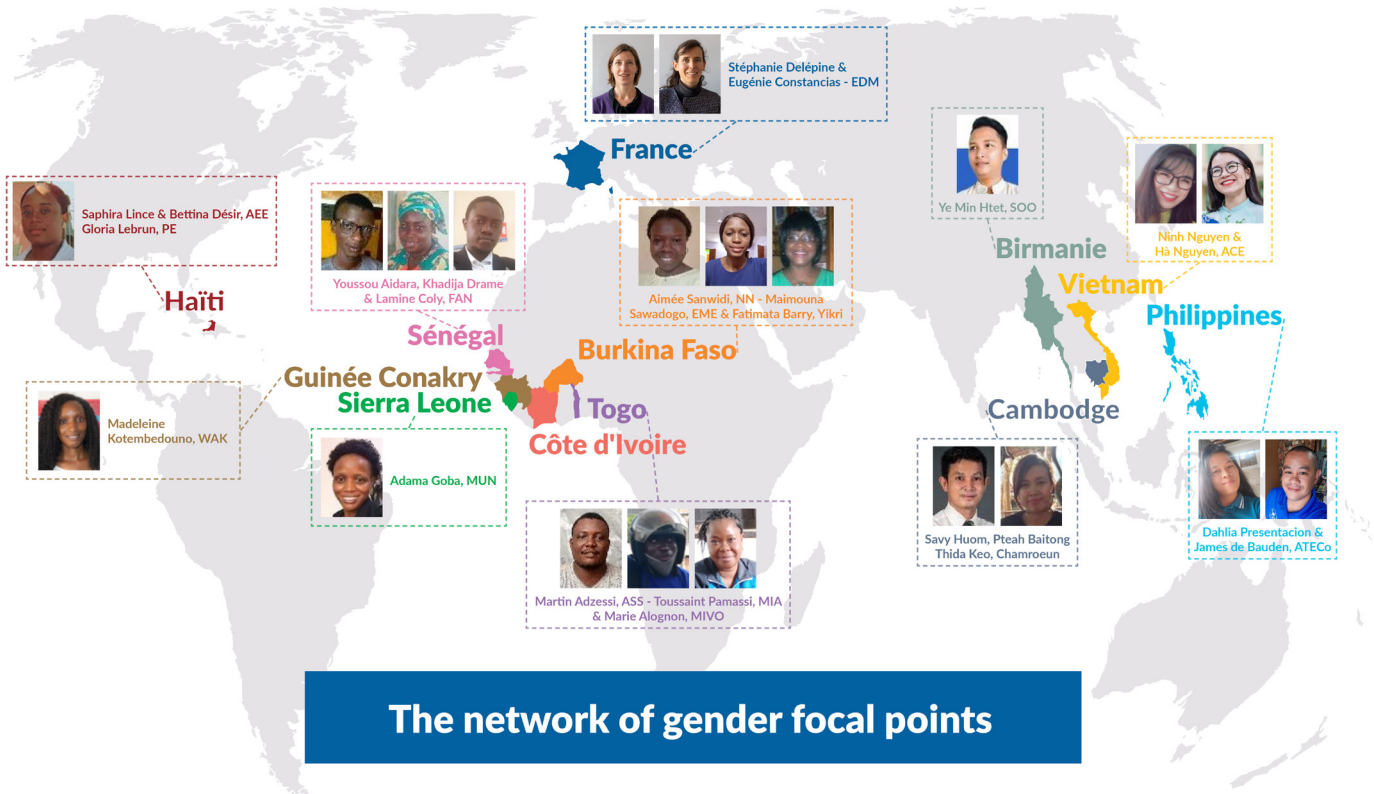 Stéphanie Delépine &
Eugénie Constancias - EDM
France
Ye Min Htet, SOO
Birmanie
Ninh Nguyen &
Hà Nguyen, ACE
Vietnam
Saphira Lince & Bettina Désir, AEE
Gloria Lebrun, PE
Haïti
Youssou Aidara, Khadija Drame
& Lamine Coly, FAN
Sénégal
Aimée Sanwidi, NN - Maimouna
Sawadogo, EME & Fatimata Barry, Yikri
Burkina Faso
Philippines
Guinée Conakry
Sierra Leone
Togo
Côte d'Ivoire
Cambodge
Madeleine
Kotembedouno, WAK
Adama Goba, MUN
Martin Adzessi, ASS - Toussaint Pamassi, MIA
& Marie Alognon, MIVO
Savy Huom, Pteah Baitong
Thida Keo, Chamroeun
Dahlia Presentacion &
James de Bauden, ATECo
The network of gender focal points